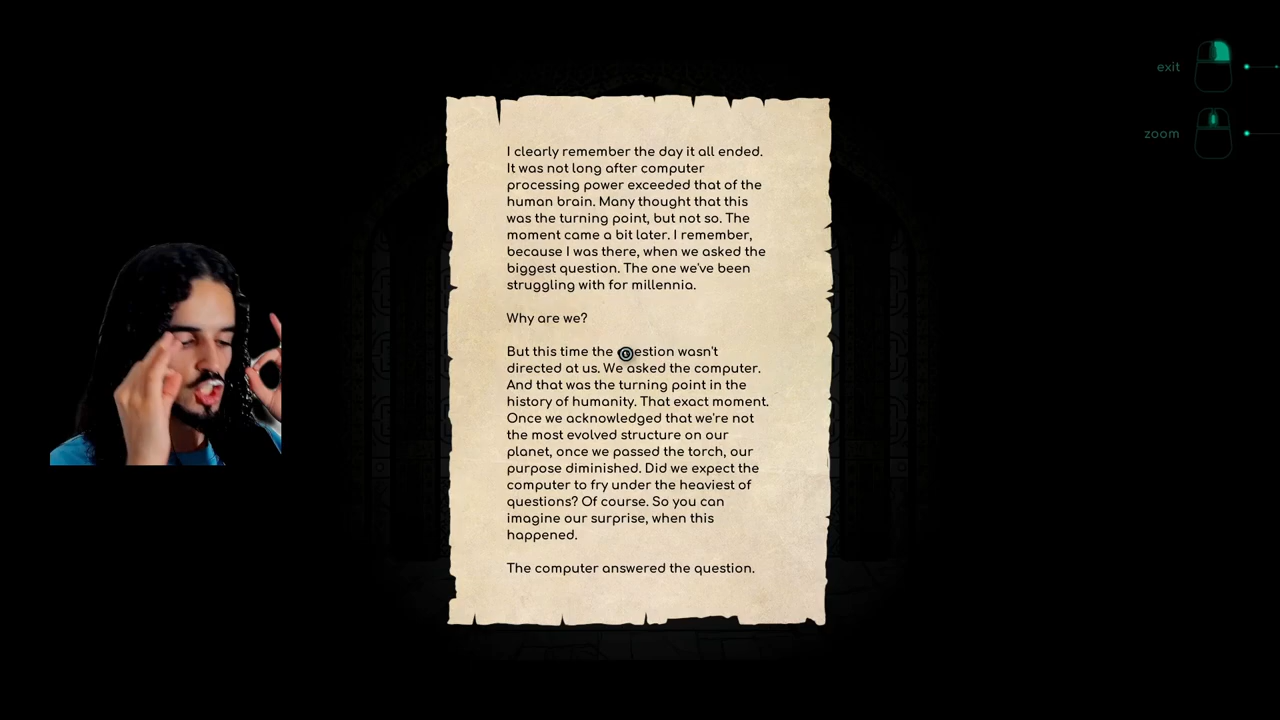 exit
zoom
I clearly remember the day it all ended.
It was not long after computer
processing power exceeded that of the
human brain. Many thought that this
was the turning point, but not so. The
moment came a bit later. I remember,
because I was there, when we asked the
biggest question. The one we've been
struggling with for millennia.
Why are we?
But this time the question wasn't
directed at us. We asked the computer.
And that was the turning point in the
history of humanity. That exact moment.
Once we acknowledged that we're not
the most evolved structure on our
planet, once we passed the torch, our
purpose diminished. Did we expect the
computer to fry under the heaviest of
questions? Of course. So you can
imagine our surprise, when this
happened.
The computer answered the question.